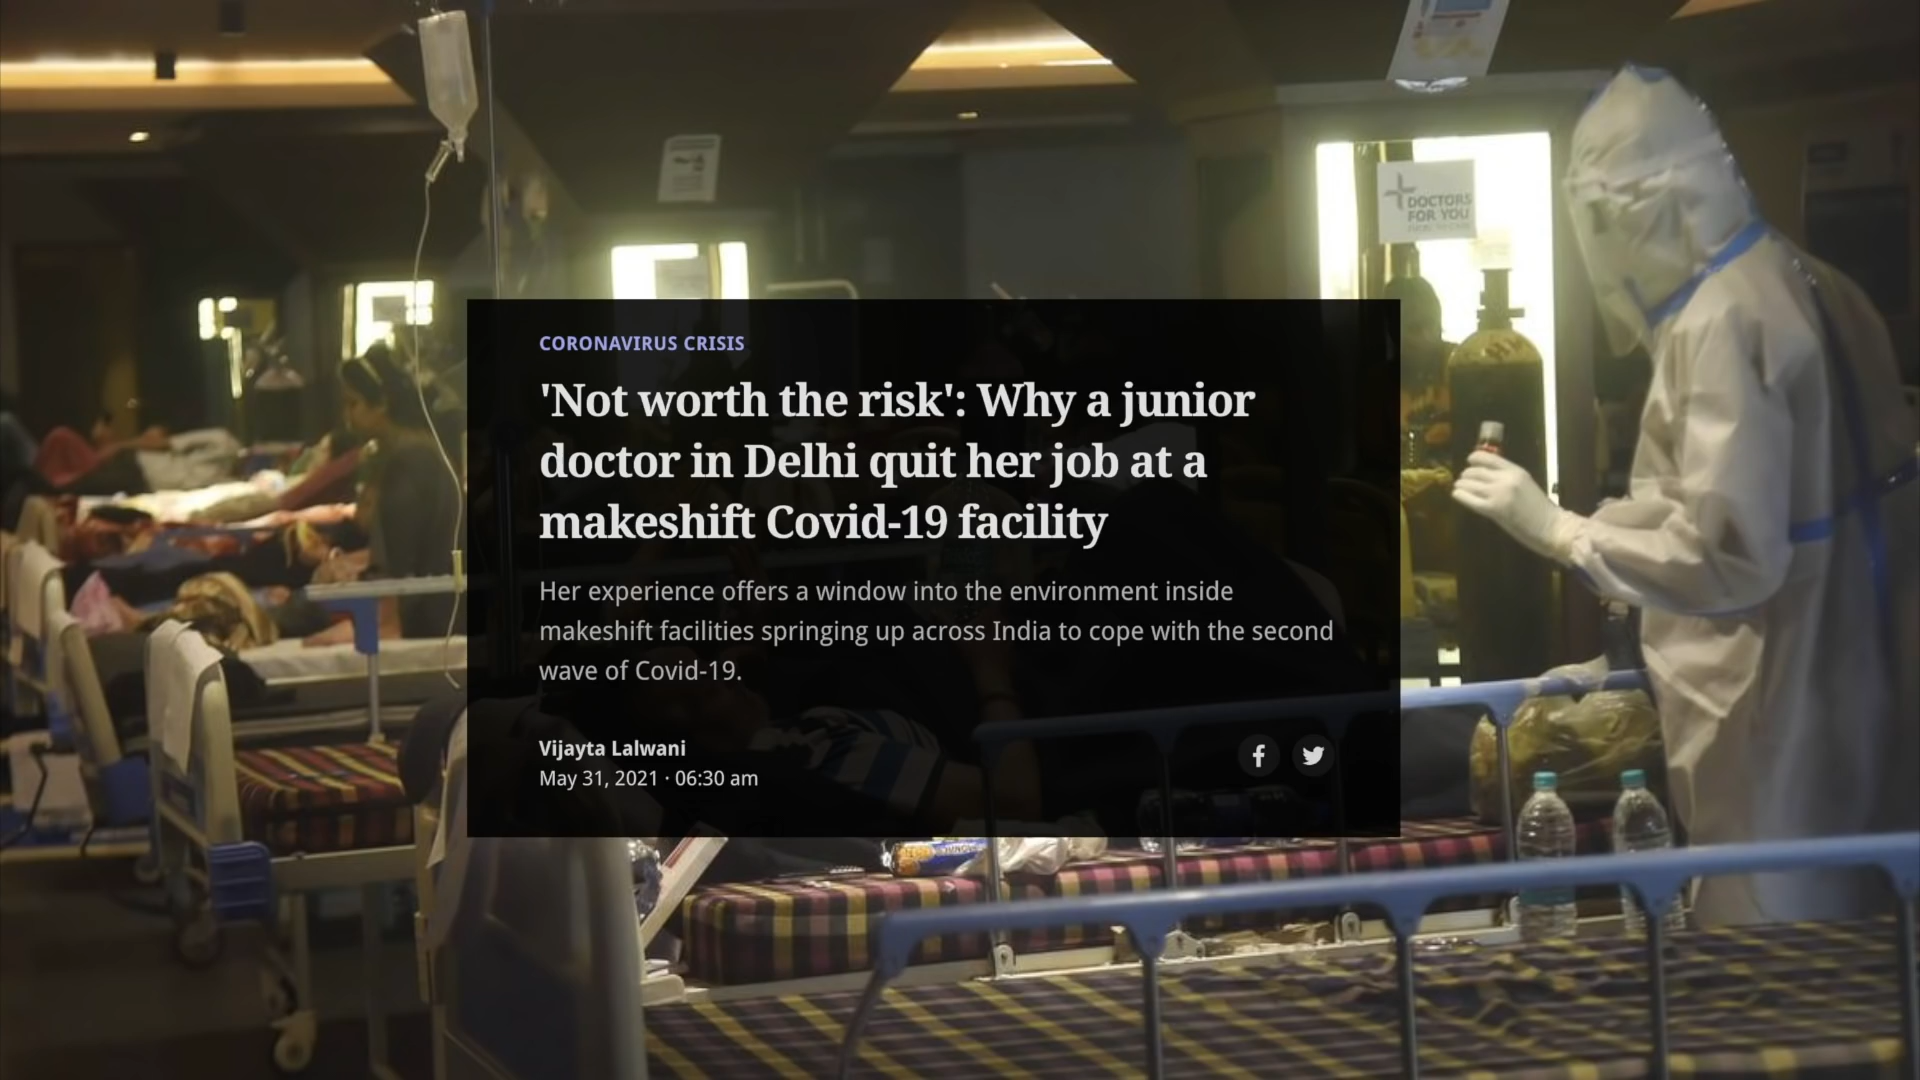 DOCTORS
FOR YOU
CORONAVIRUS CRISIS
'Not worth the risk': Why a junior
doctor in Delhi quit her job at a
makeshift Covid-19 facility
Her experience offers a window into the environment inside
makeshift facilities springing up across India to cope with the second
wave of Covid-19.
Vijayta Lalwani
May 31, 2021 · 06:30 am